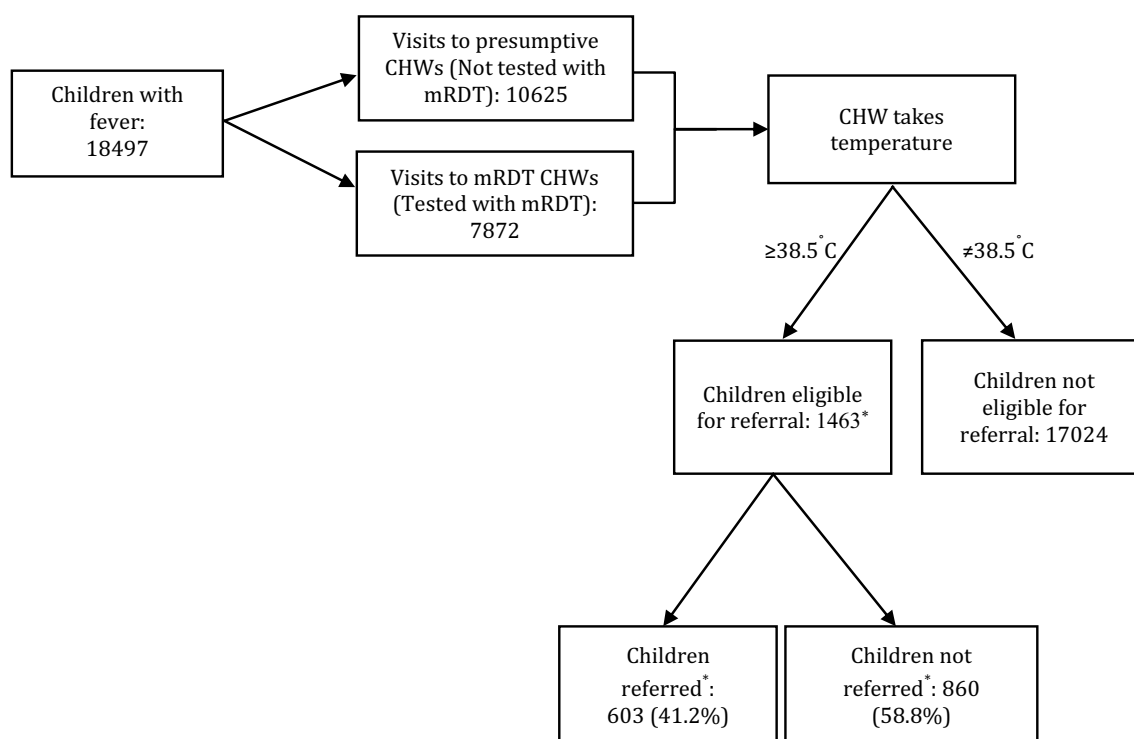 Children with
fever:
18497
Visits to presumptive
CHWs (Not tested with
mRDT): 10625
Visits to mRDT CHWs
(Tested with mRDT):
7872
CHW takes
temperature
≥38.5°C
≠38.5°C
Children eligible
for referral: 1463*
Children not
eligible for
referral: 17024
Children
referred*:
603 (41.2%)
Children not
referred*: 860
(58.8%)